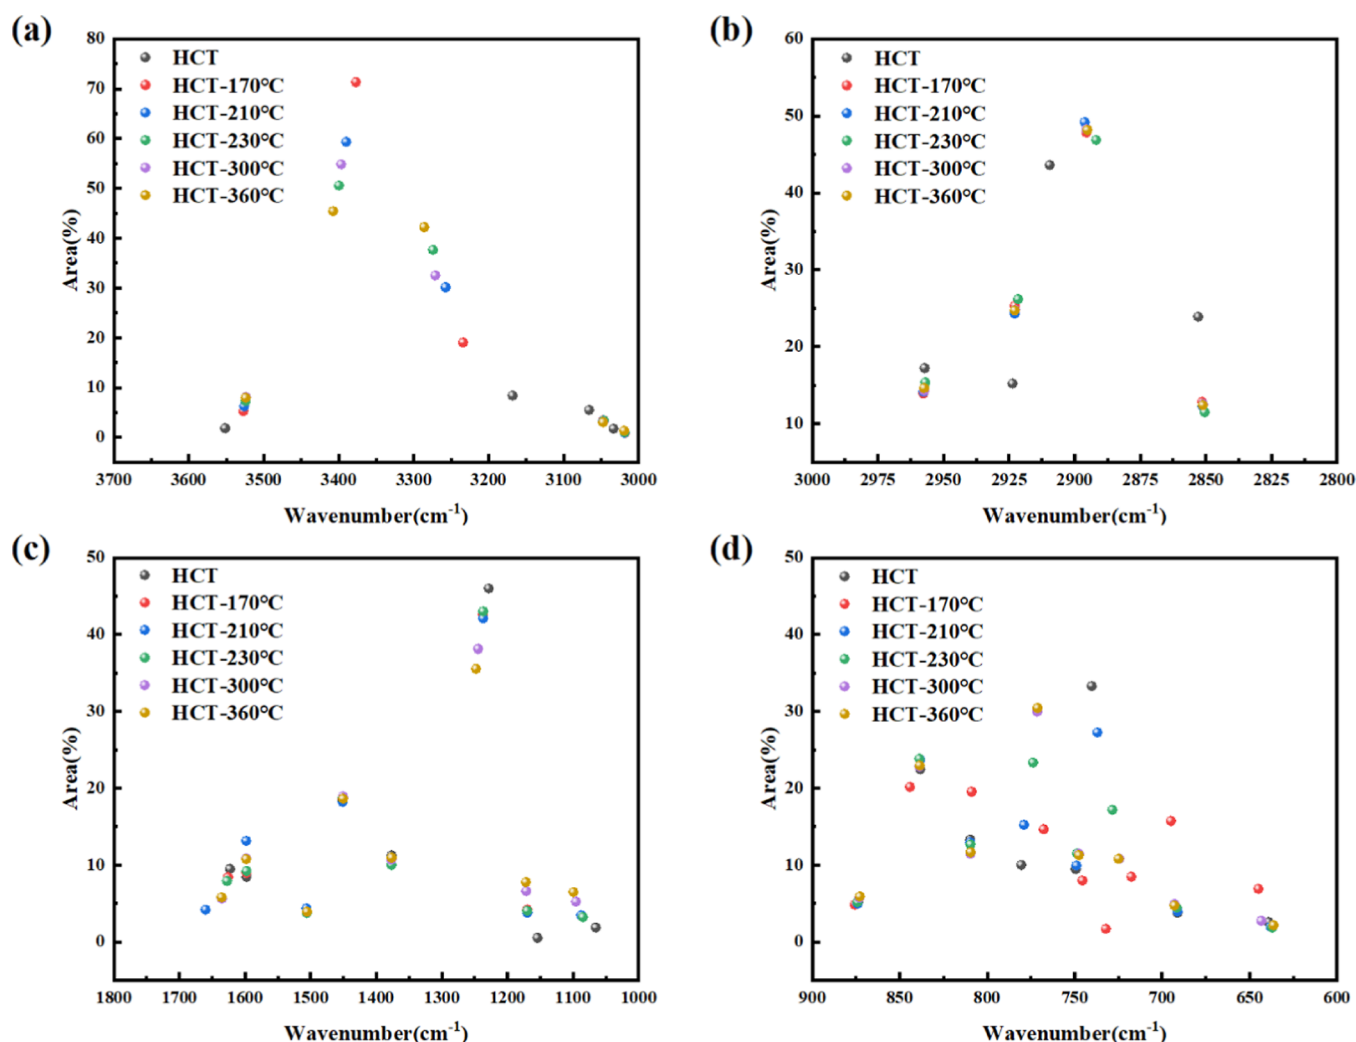 (a)
80
70
60
50
40
30
20
10
0
Area(%)
HCT
HCT-170°C
HCT-210°C
HCT-230°C
HCT-300°C
HCT-360°C
3700 3600 3500 3400 3300 3200 3100 3000
Wavenumber(cm-1)
(b)
60
50
40
30
20
10
Area(%)
HCT
HCT-170°C
HCT-210°C
HCT-230°C
HCT-300°C
HCT-360°C
3000 2975 2950 2925 2900 2875 2850 2825 2800
Wavenumber(cm-1)
(c)
50
40
30
20
10
0
Area(%)
HCT
HCT-170°C
HCT-210°C
HCT-230°C
HCT-300°C
HCT-360°C
1800 1700 1600 1500 1400 1300 1200 1100 1000
Wavenumber(cm-1)
(d)
50
40
30
20
10
0
Area(%)
HCT
HCT-170°C
HCT-210°C
HCT-230°C
HCT-300°C
HCT-360°C
900 850 800 750 700 650 600
Wavenumber(cm-1)